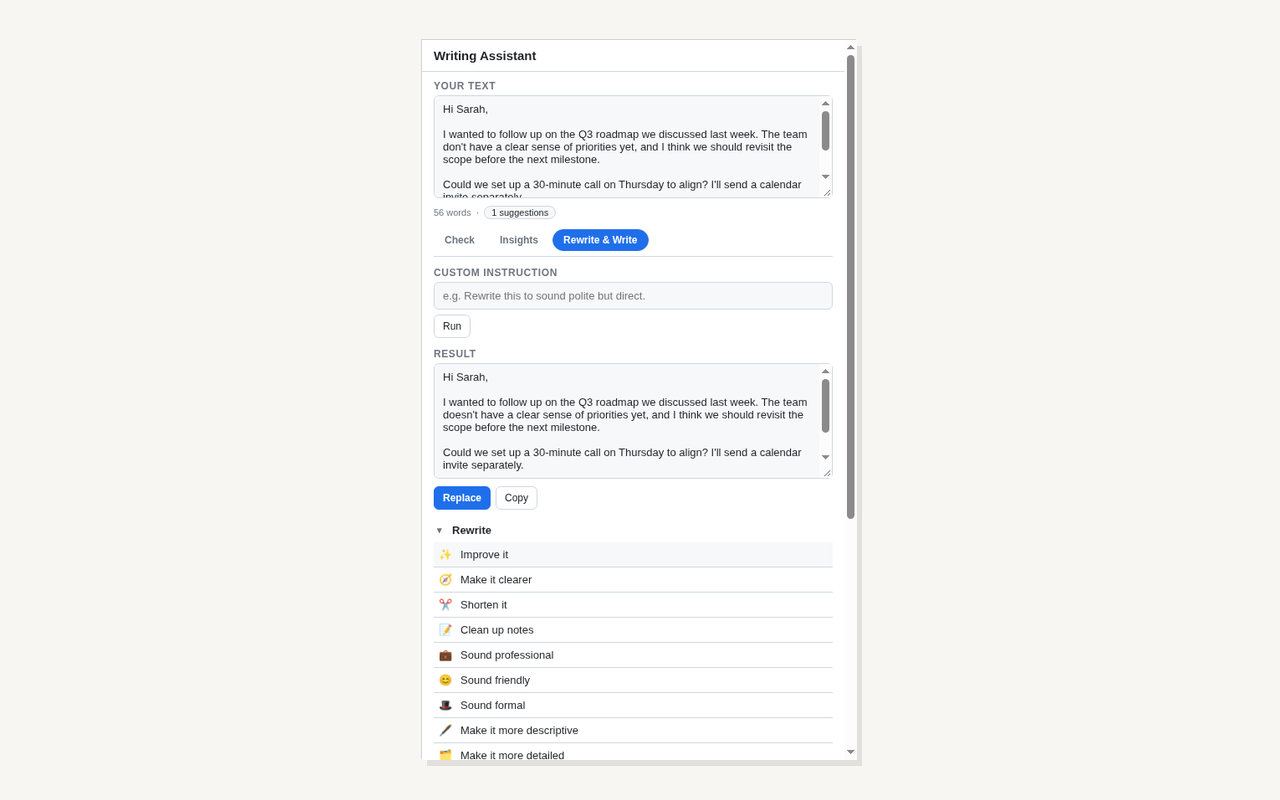 Writing Assistant
YOUR TEXT
Hi Sarah,
I wanted to follow up on the Q3 roadmap we discussed last week. The team
don't have a clear sense of priorities yet, and I think we should revisit the
scope before the next milestone.
Could we set up a 30-minute call on Thursday to align? I'll send a calendar
invite separately.
56 words · 1 suggestions
Check Insights Rewrite & Write
CUSTOM INSTRUCTION
e.g. Rewrite this to sound polite but direct.
Run
RESULT
Hi Sarah,
I wanted to follow up on the Q3 roadmap we discussed last week. The team
doesn't have a clear sense of priorities yet, and I think we should revisit the
scope before the next milestone.
Could we set up a 30-minute call on Thursday to align? I'll send a calendar
invite separately.
Replace Copy
Rewrite
Improve it
Make it clearer
Shorten it
Clean up notes
Sound professional
Sound friendly
Sound formal
Make it more descriptive
Make it more detailed